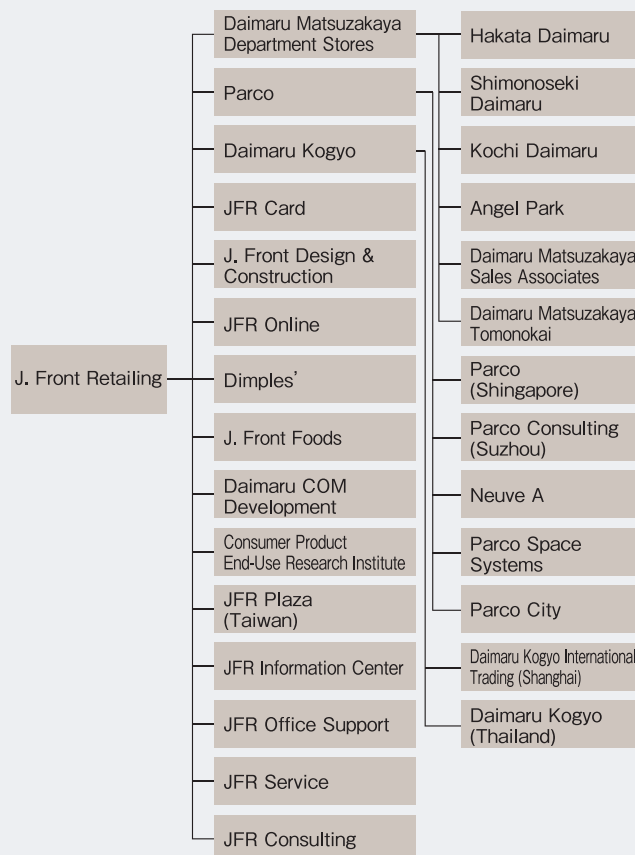 J. Front Retailing
Daimaru Matsuzakaya
Department Stores
Parco
Daimaru Kogyo
JFR Card
J. Front Design &
Construction
JFR Online
Dimples’
J. Front Foods
Daimaru COM
Development
Consumer Product
End-Use Research Institute
JFR Plaza
(Taiwan)
JFR Information Center
JFR Office Support
JFR Service
JFR Consulting
Hakata Daimaru
Shimonoseki
Daimaru
Kochi Daimaru
Angel Park
Daimaru Matsuzakaya
Sales Associates
Daimaru Matsuzakaya
Tomonokai
Parco
(Shingapore)
Parco Consulting
(Suzhou)
Neuve A
Parco Space
Systems
Parco City
Daimaru Kogyo International
Trading (Shanghai)
Daimaru Kogyo
(Thailand)